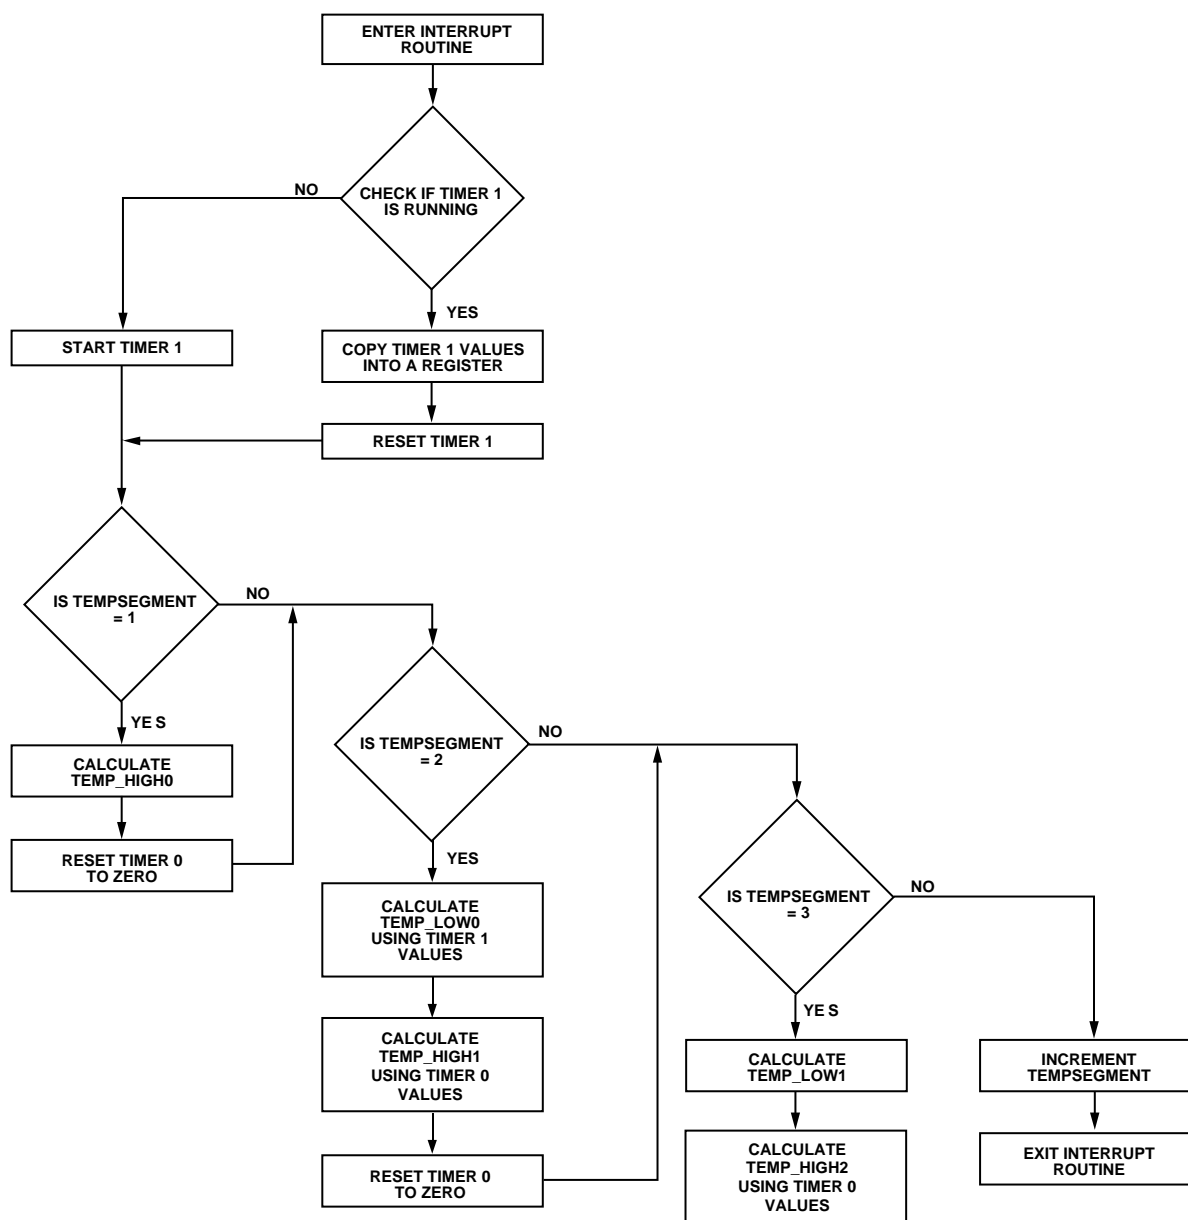 ENTER INTERRUPT
ROUTINE
CHECK IF TIMER 1
IS RUNNING
NO
YES
START TIMER 1
COPY TIMER 1 VALUES
INTO A REGISTER
RESET TIMER 1
IS TEMPSEGMENT
= 1
NO
YE S
CALCULATE
TEMP_HIGH0
RESET TIMER 0
TO ZERO
IS TEMPSEGMENT
= 2
NO
YES
CALCULATE
TEMP_LOW0
USING TIMER 1
VALUES
CALCULATE
TEMP_HIGH1
USING TIMER 0
VALUES
RESET TIMER 0
TO ZERO
IS TEMPSEGMENT
= 3
NO
YE S
CALCULATE
TEMP_LOW1
CALCULATE
TEMP_HIGH2
USING TIMER 0
VALUES
INCREMENT
TEMPSEGMENT
EXIT INTERRUPT
ROUTINE